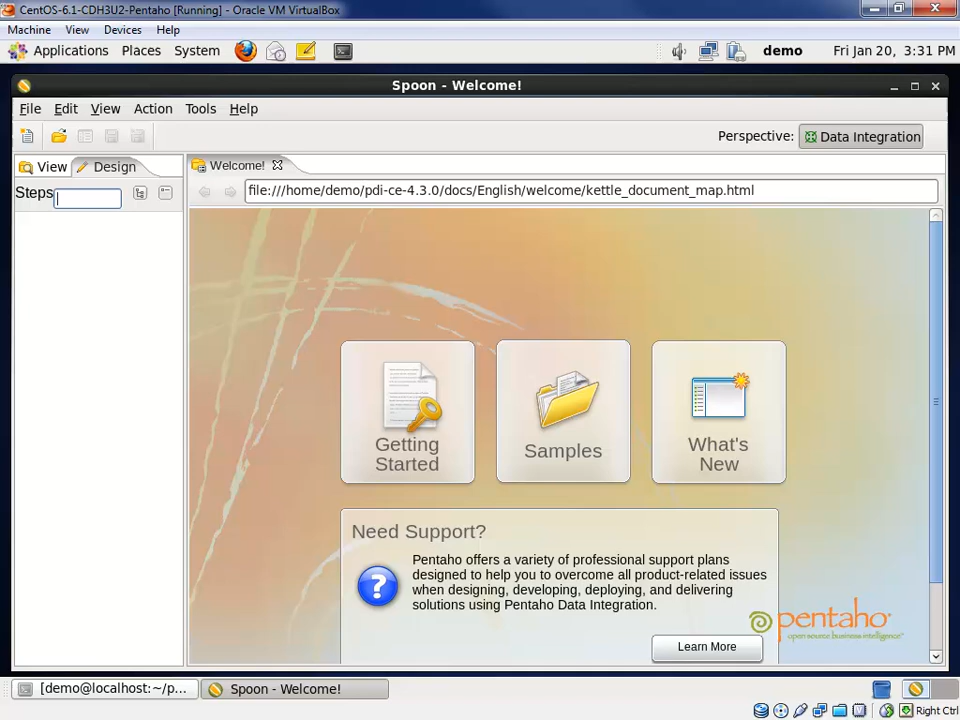 CentOS-6.1-CDH3U2-Pentaho [Running] - Oracle VM VirtualBox
Machine View Devices Help
Applications Places System demo Fri Jan 20, 3:31 PM
Spoon - Welcome!
File Edit View Action Tools Help
Perspective: Data Integration
View Design Welcome!
Steps
file:///home/demo/pdi-ce-4.3.0/docs/English/welcome/kettle_document_map.html
Getting
Started
Samples
What's
New
Need Support?
Pentaho offers a variety of professional support plans
designed to help you to overcome all product-related issues
when designing, developing, deploying, and delivering
solutions using Pentaho Data Integration.
pentaho
open source business intelligence™
Learn More
[demo@localhost:~/p... Spoon - Welcome!
Right Ctrl